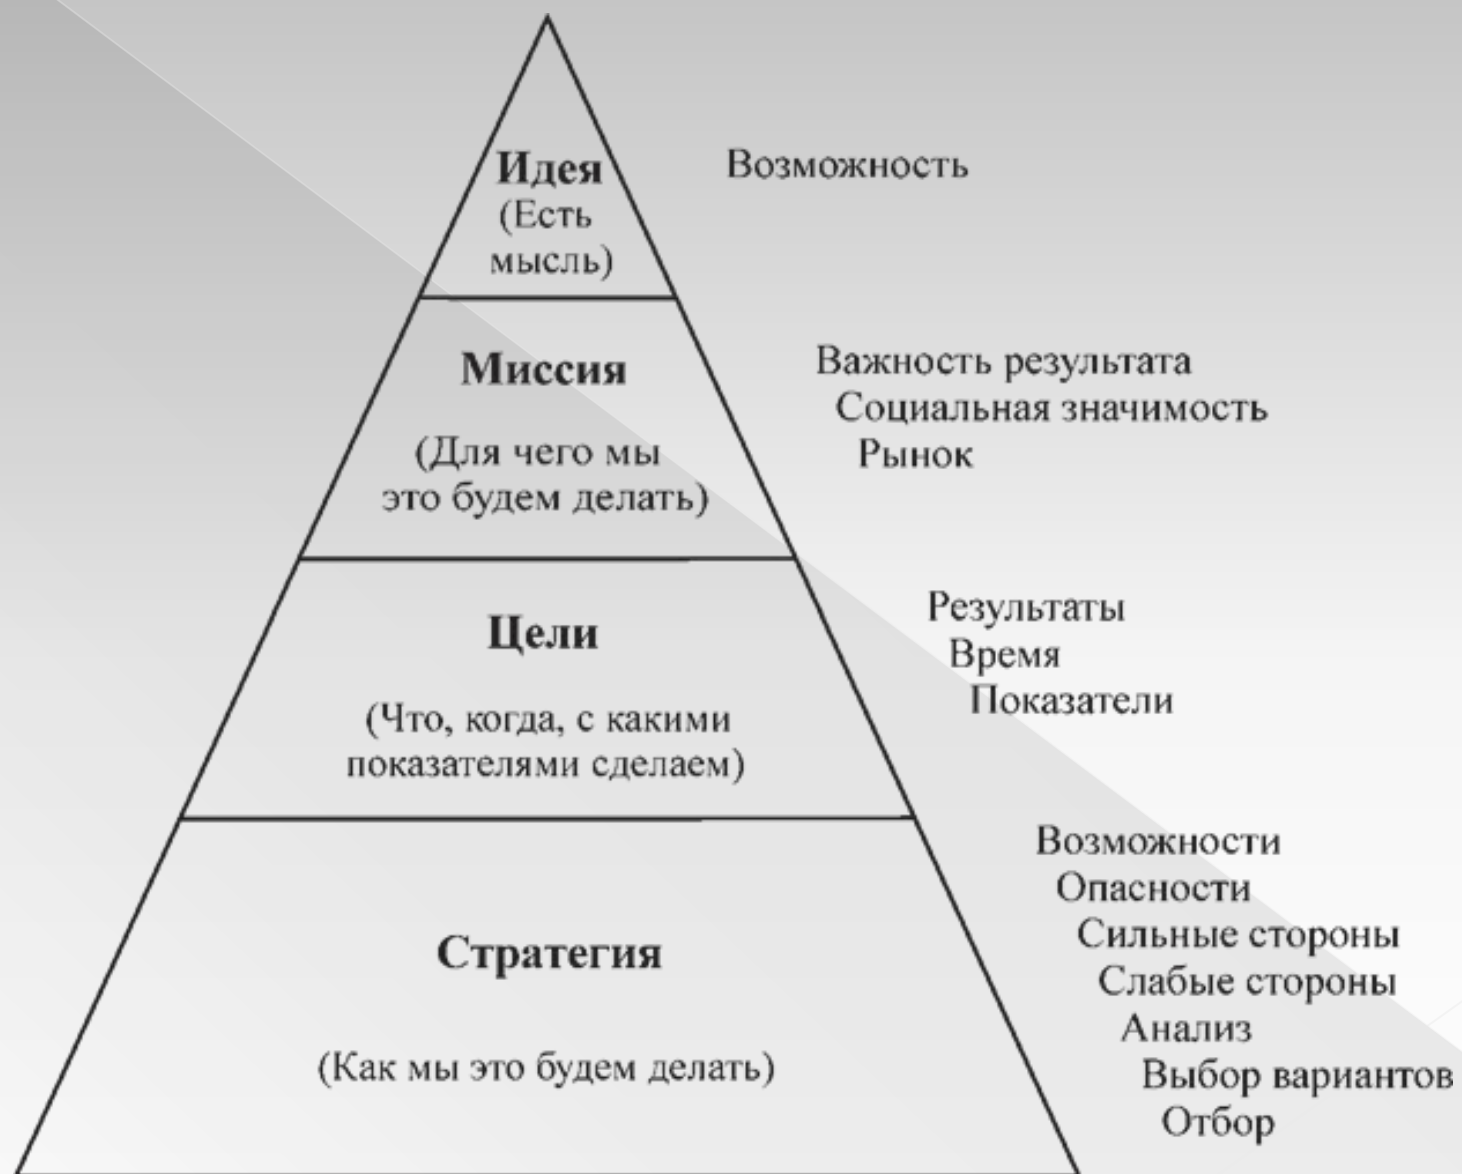 Идея
(Есть
мысль)
Возможность
Миссия
(Для чего мы
это будем делать)
Важность результата
Социальная значимость
Рынок
Цели
(Что, когда, с какими
показателями сделаем)
Результаты
Время
Показатели
Стратегия
(Как мы это будем делать)
Возможности
Опасности
Сильные стороны
Слабые стороны
Анализ
Выбор вариантов
Отбор